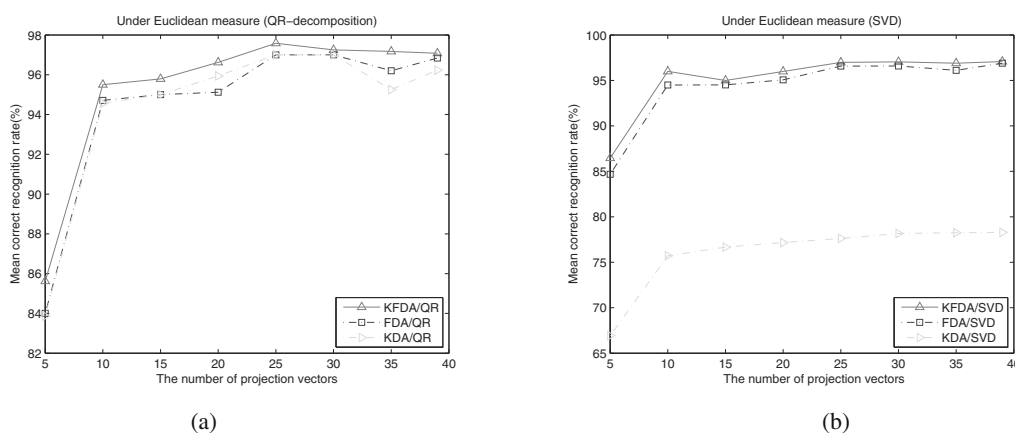 Under Euclidean measure (QR-decomposition)
98
96
94
92
90
88
86
84
82
Mean correct recognition rate(%)
KFDA/QR
FDA/QR
KDA/QR
5 10 15 20 25 30 35 40
The number of projection vectors
(a)
Under Euclidean measure (SVD)
100
95
90
85
80
75
70
65
Mean correct recognition rate(%)
KFDA/SVD
FDA/SVD
KDA/SVD
5 10 15 20 25 30 35 40
The number of projection vectors
(b)